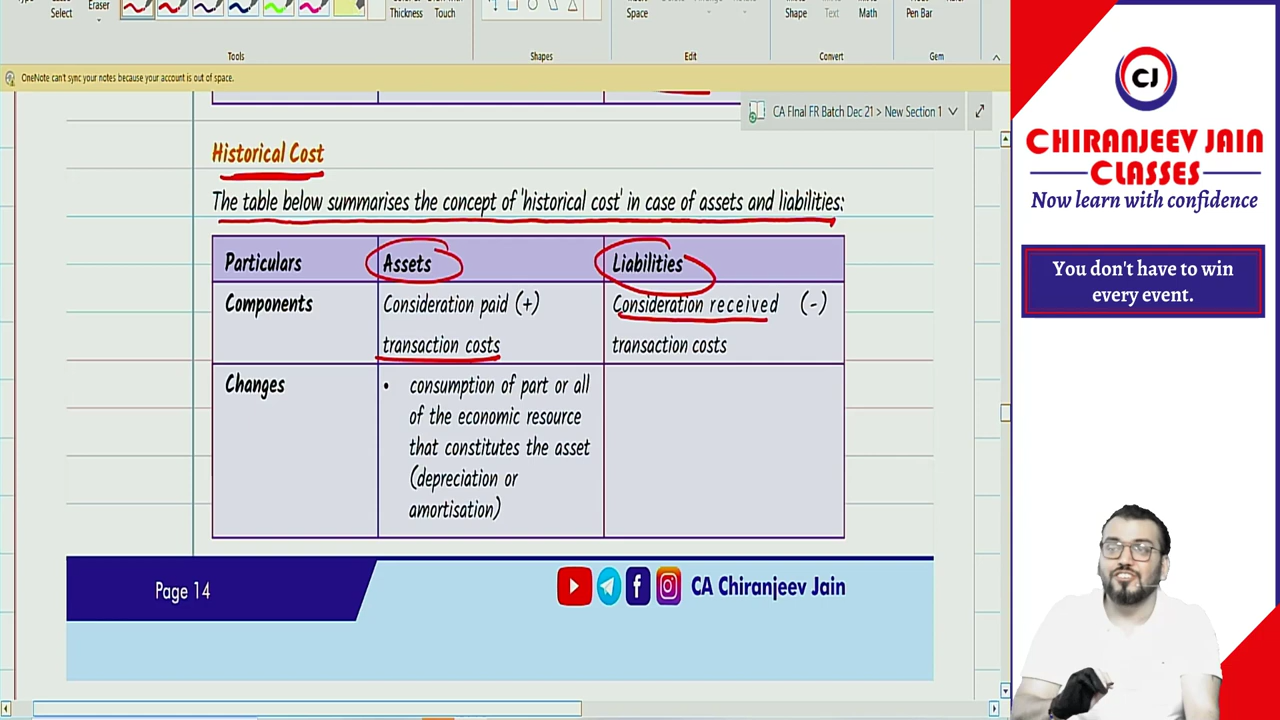 Select
Eraser
Thickness
Touch
Space
Shape
Text
Math
Pen Bar
Tools
Shapes
Edit
Convert
Gem
OneNote can't sync your notes because your account is out of space.
CA FInal FR Batch Dec 21 > New Section 1
Historical Cost
The table below summarises the concept of 'historical cost' in case of assets and liabilities:
Particulars
Assets
Liabilities
Components
Consideration paid (+)
transaction costs
Consideration received (-)
transaction costs
Changes
• consumption of part or all
of the economic resource
that constitutes the asset
(depreciation or
amortisation)
Page 14
CA Chiranjeev Jain
CJ
CHIRANJEEV JAIN
CLASSES
Now learn with confidence
You don't have to win
every event.